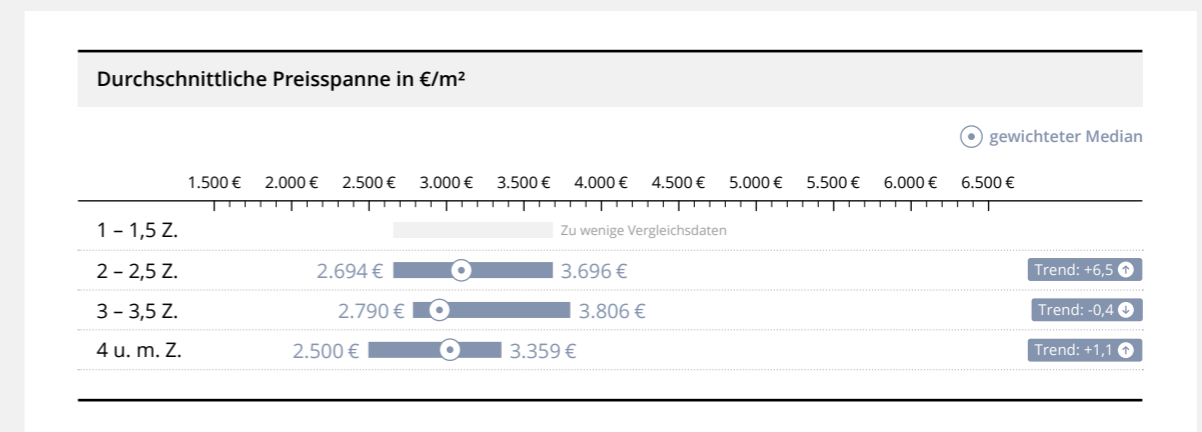 Durchschnittliche Preisspanne in €/m²
gewichteter Median
1.500 € 2.000 € 2.500 € 3.000 € 3.500 € 4.000 € 4.500 € 5.000 € 5.500 € 6.000 € 6.500 €
1 – 1,5 Z. Zu wenige Vergleichsdaten
2 – 2,5 Z. 2.694 € 3.696 € Trend: +6,5
3 – 3,5 Z. 2.790 € 3.806 € Trend: -0,4
4 u. m. Z. 2.500 € 3.359 € Trend: +1,1